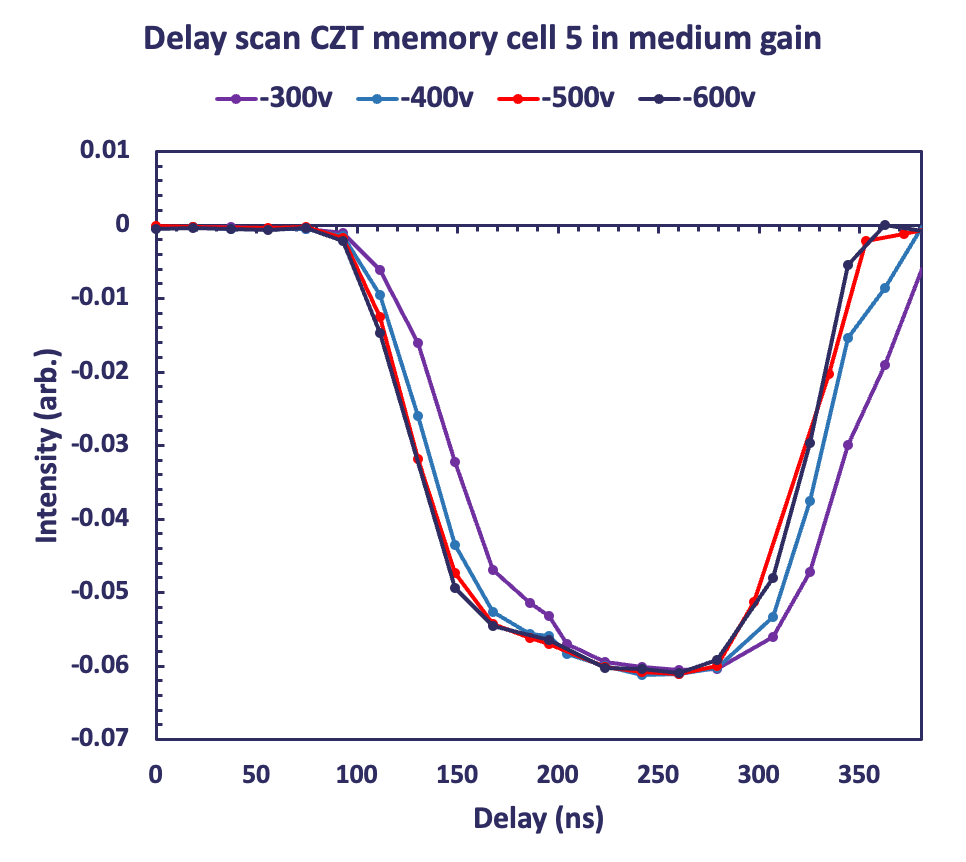 Delay scan CZT memory cell 5 in medium gain
-300v -400v -500v -600v
0.01
0
-0.01
-0.02
-0.03
-0.04
-0.05
-0.06
-0.07
Intensity (arb.)
0 50 100 150 200 250 300 350
Delay (ns)